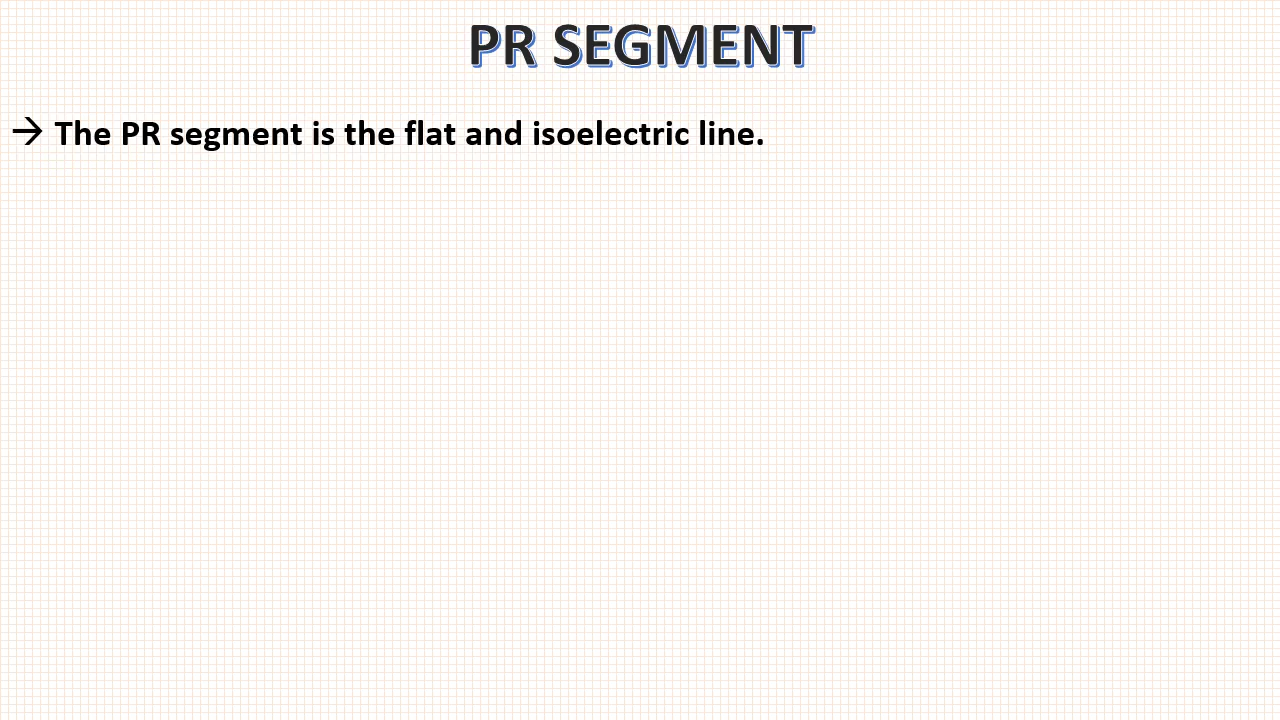 PR SEGMENT
→ The PR segment is the flat and isoelectric line.